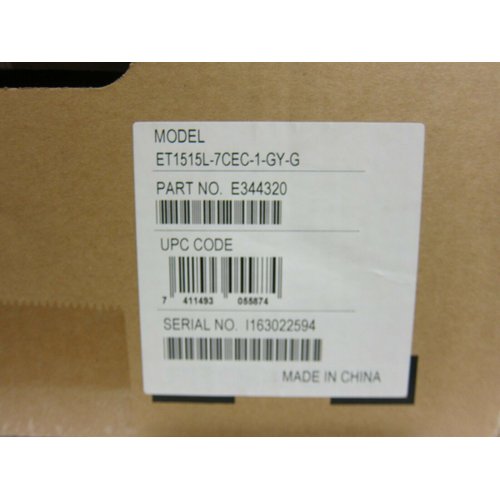 MODEL
ET1515L-7CEC-1-GY-G
PART NO. E344320
UPC CODE
7 411493 055874
SERIAL NO. I163022594
MADE IN CHINA